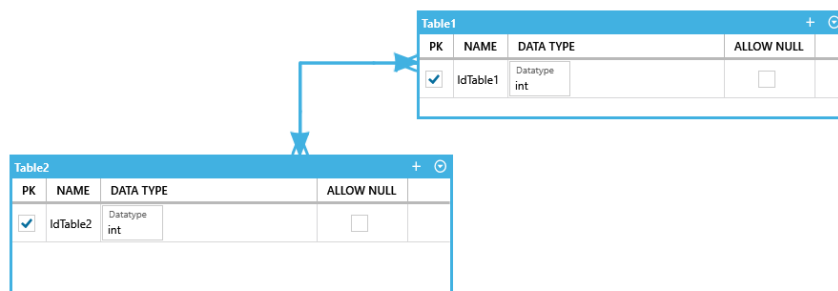 Table1 +
PK NAME DATA TYPE ALLOW NULL
IdTable1 Datatype
int
Table2 +
PK NAME DATA TYPE ALLOW NULL
IdTable2 Datatype
int